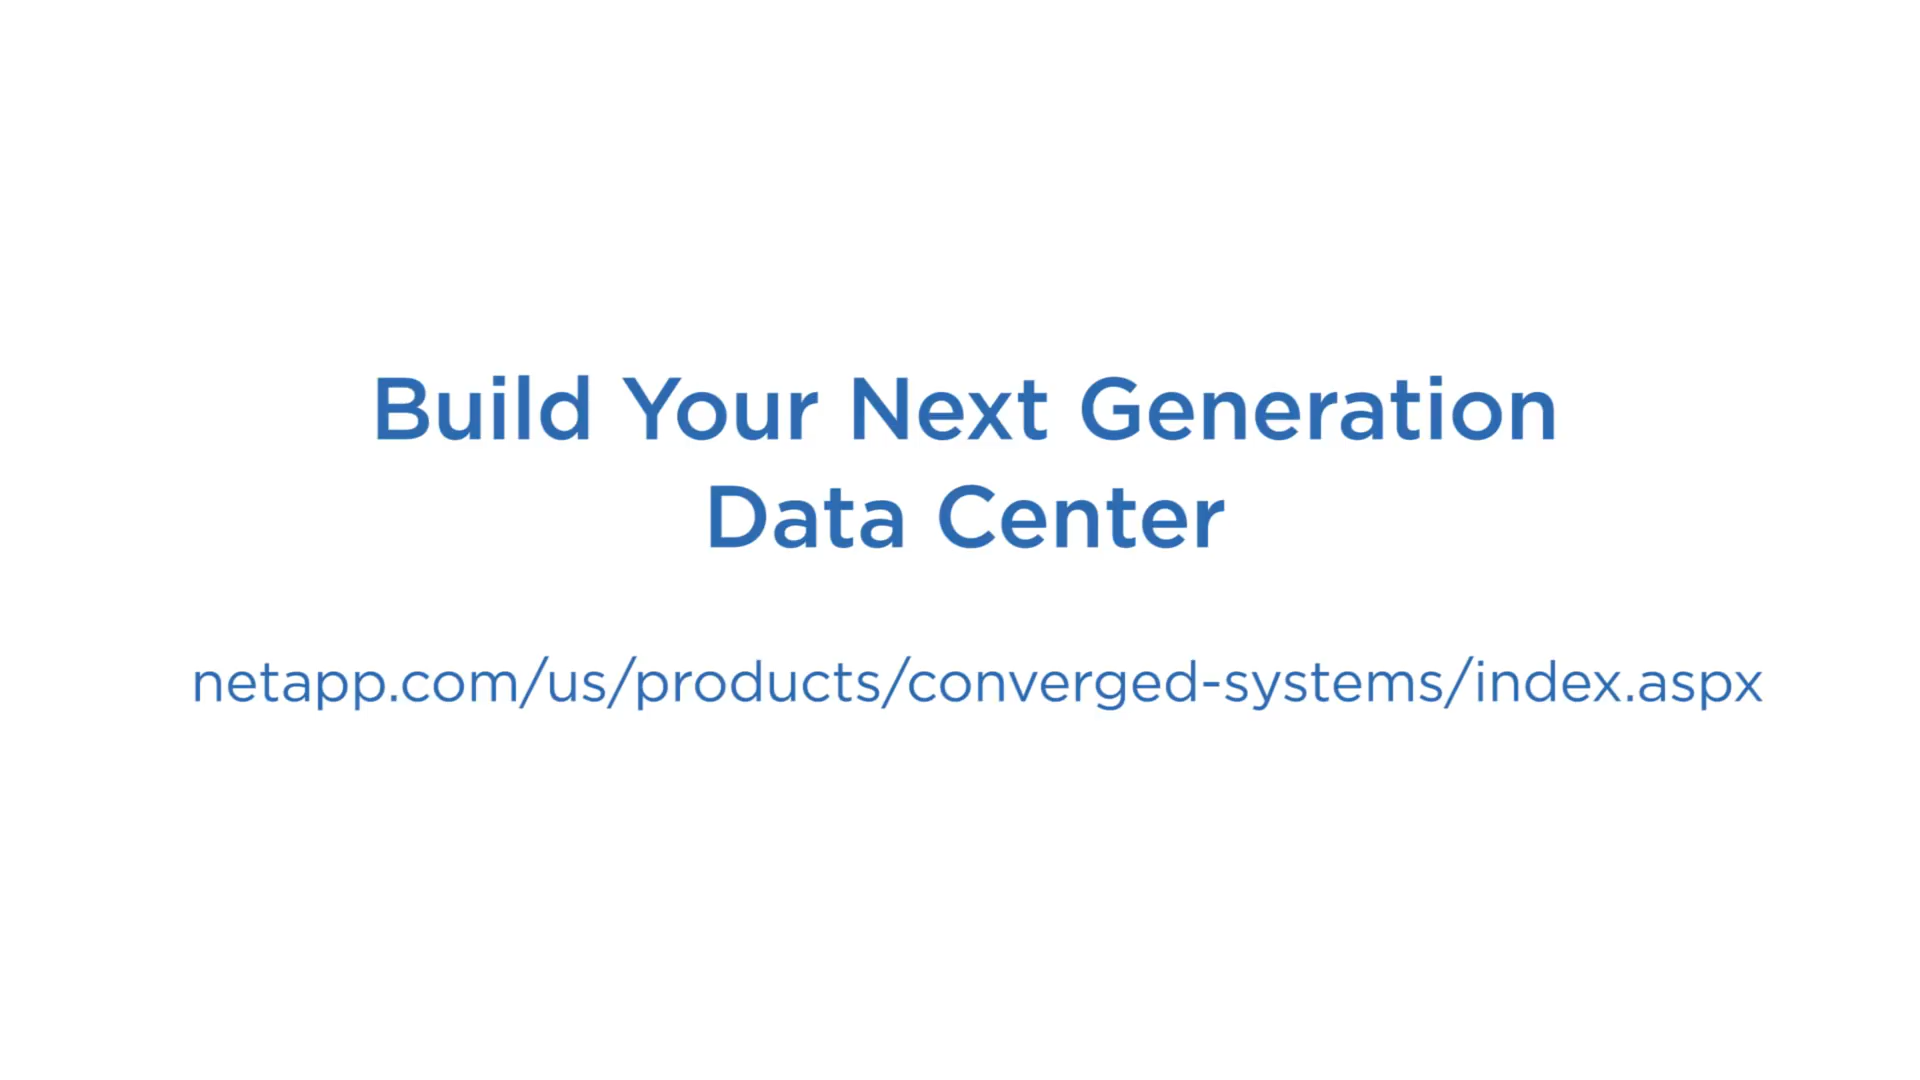 Build Your Next Generation
Data Center
netapp.com/us/products/converged-systems/index.aspx